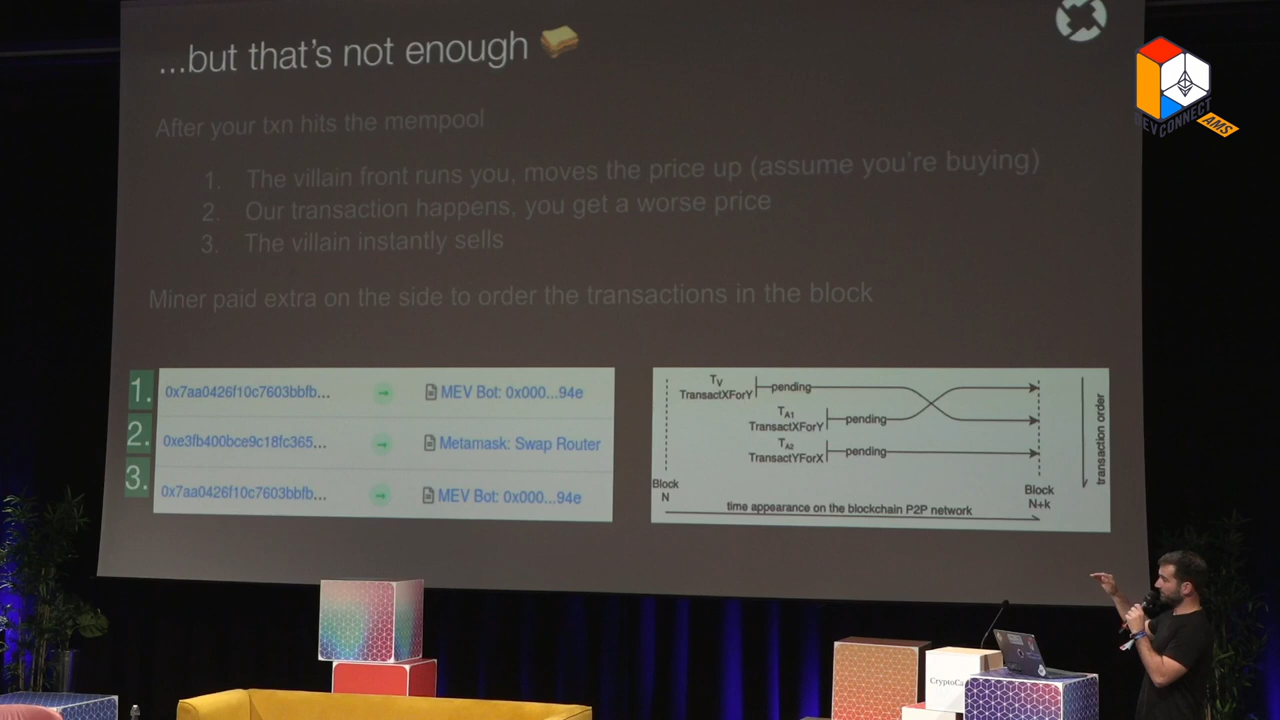 ...but that's not enough
After your txn hits the mempool
1. The villain front runs you, moves the price up (assume you're buying)
2. Our transaction happens, you get a worse price
3. The villain instantly sells
Miner paid extra on the side to order the transactions in the block
1. 0x7aa0426f10c7603bbfb... MEV Bot: 0x000...94e
2. 0xe3fb400bce9c18fc365... Metamask: Swap Router
3. 0x7aa0426f10c7603bbfb... MEV Bot: 0x000...94e
TV
TransactXForY
pending
TA1
TransactXForY
pending
TA2
TransactYForX
pending
Block
N
Block
N+k
time appearance on the blockchain P2P network
transaction order
DEVCONNECT
AMS